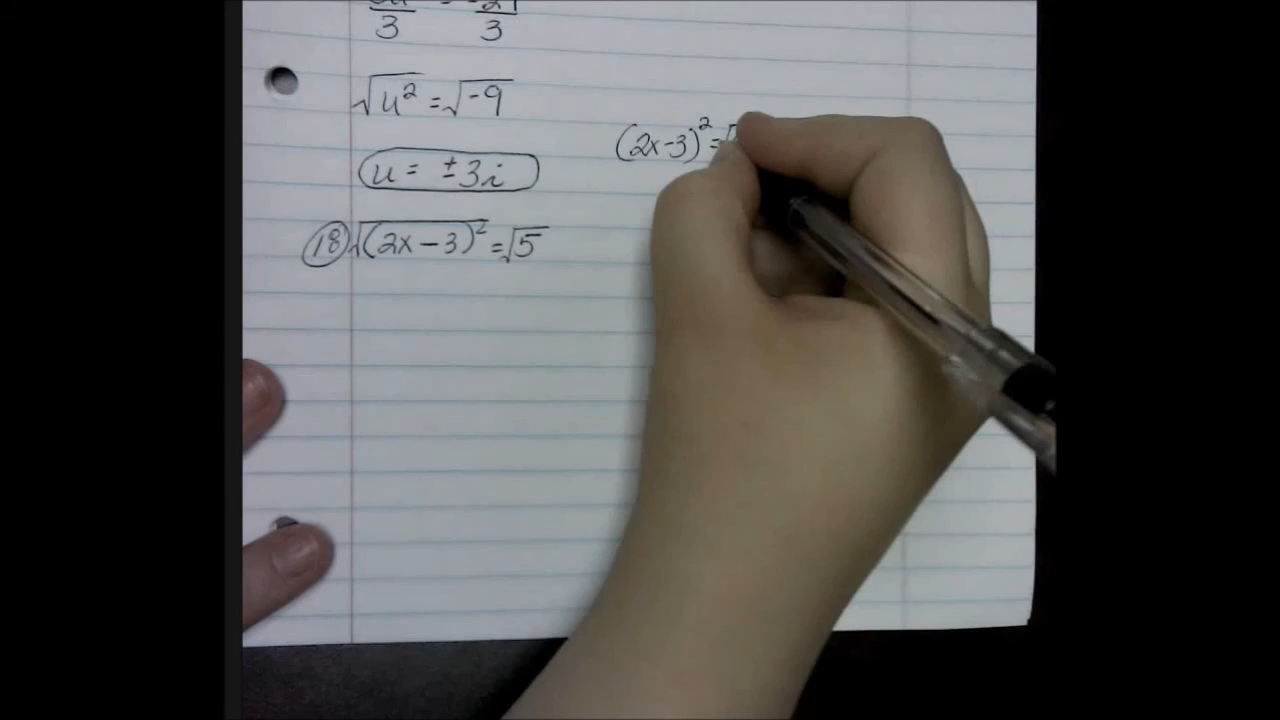 3 3
√u² = √-9
u = ±3i
(2x-3)² = √
18 √(2x-3)² = √5